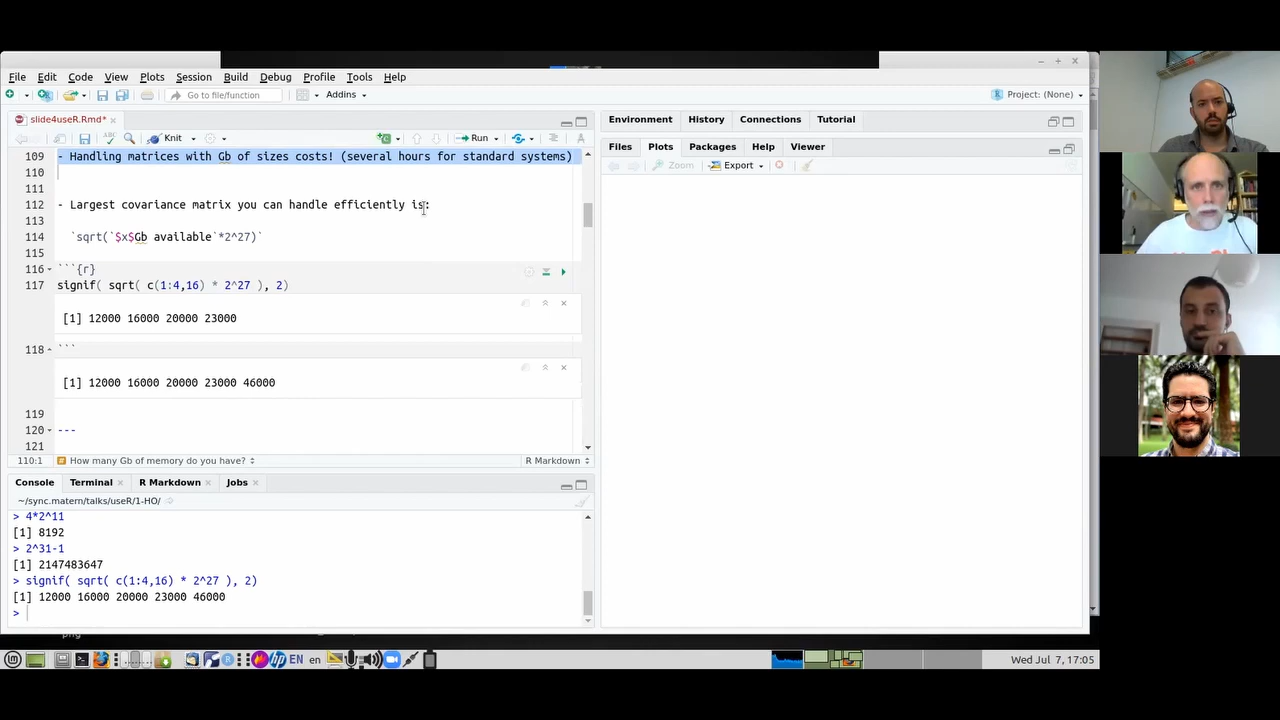 File Edit Code View Plots Session Build Debug Profile Tools Help
Go to file/function Addins Project: (None)
slide4useR.Rmd*
Knit Run
109 - Handling matrices with Gb of sizes costs! (several hours for standard systems)
110
111
112 - Largest covariance matrix you can handle efficiently is:
113
114 `sqrt(`$x$Gb available`*2^27)`
115
116 ```{r}
117 signif( sqrt( c(1:4,16) * 2^27 ), 2)
[1] 12000 16000 20000 23000
118 ```
[1] 12000 16000 20000 23000 46000
119
120 ---
121
110:1 How many Gb of memory do you have? R Markdown
Console Terminal R Markdown Jobs
~/sync.matern/talks/useR/1-HO/
> 4*2^11
[1] 8192
> 2^31-1
[1] 2147483647
> signif( sqrt( c(1:4,16) * 2^27 ), 2)
[1] 12000 16000 20000 23000 46000
>
Environment History Connections Tutorial
Files Plots Packages Help Viewer
Zoom Export
png
EN en Wed Jul 7, 17:05